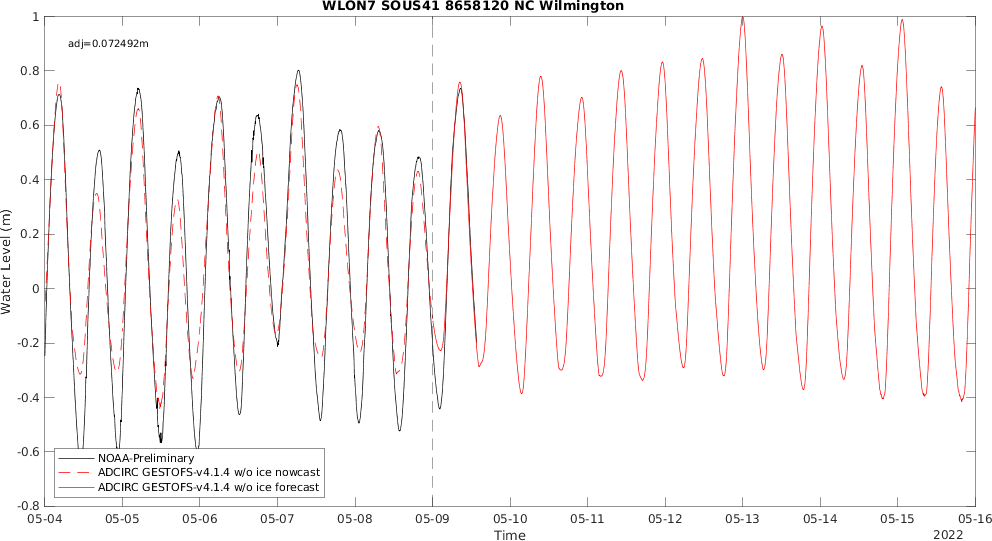 WLON7 SOUS41 8658120 NC Wilmington
adj=0.072492m
1
0.8
0.6
0.4
0.2
0
-0.2
-0.4
-0.6
-0.8
Water Level (m)
NOAA-Preliminary
ADCIRC GESTOFS-v4.1.4 w/o ice nowcast
ADCIRC GESTOFS-v4.1.4 w/o ice forecast
05-04 05-05 05-06 05-07 05-08 05-09 05-10 05-11 05-12 05-13 05-14 05-15 05-16
Time
2022